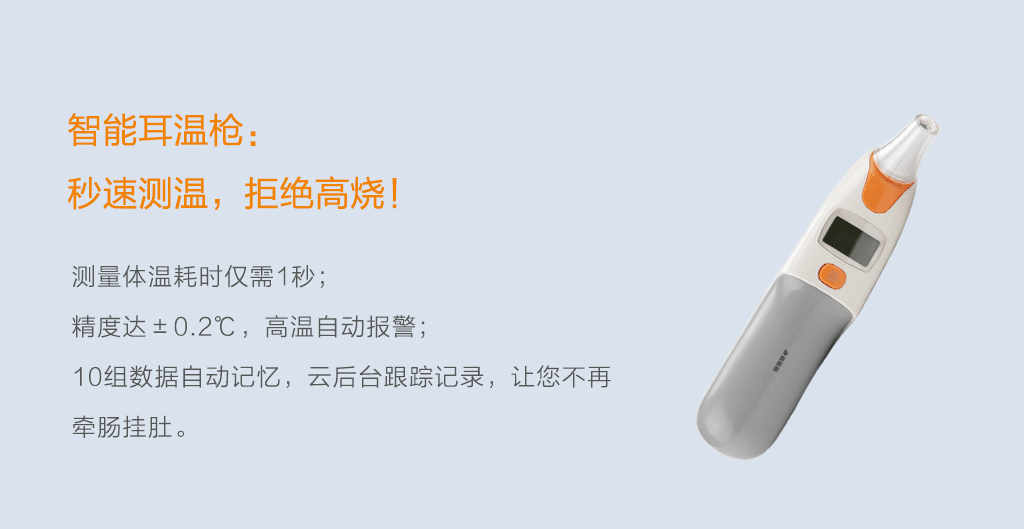 智能耳温枪：
秒速测温，拒绝高烧！
测量体温耗时仅需1秒；
精度达±0.2℃，高温自动报警；
10组数据自动记忆，云后台跟踪记录，让您不再
牵肠挂肚。